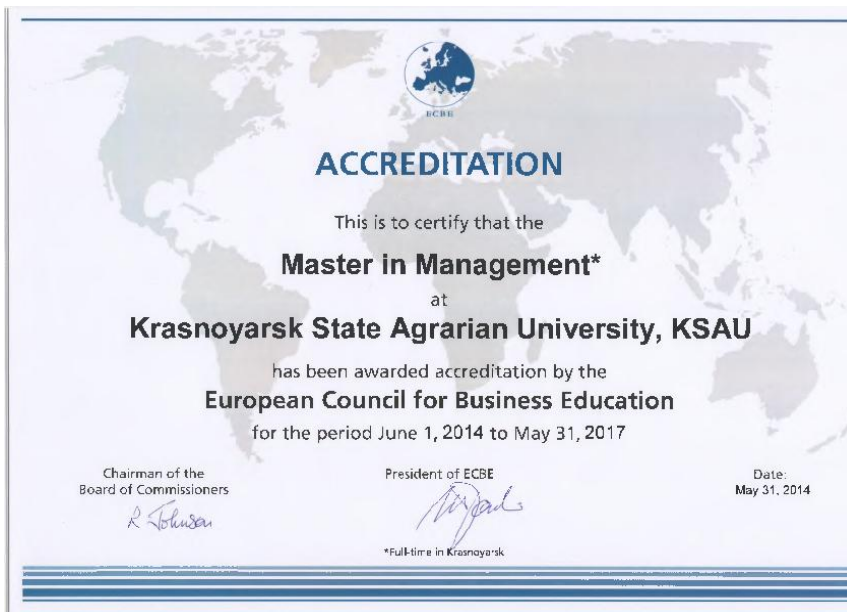 ECBE
ACCREDITATION
This is to certify that the
Master in Management*
at
Krasnoyarsk State Agrarian University, KSAU
has been awarded accreditation by the
European Council for Business Education
for the period June 1, 2014 to May 31, 2017
Chairman of the
Board of Commissioners
R Johnson
President of ECBE
Date:
May 31, 2014
*Full-time in Krasnoyarsk